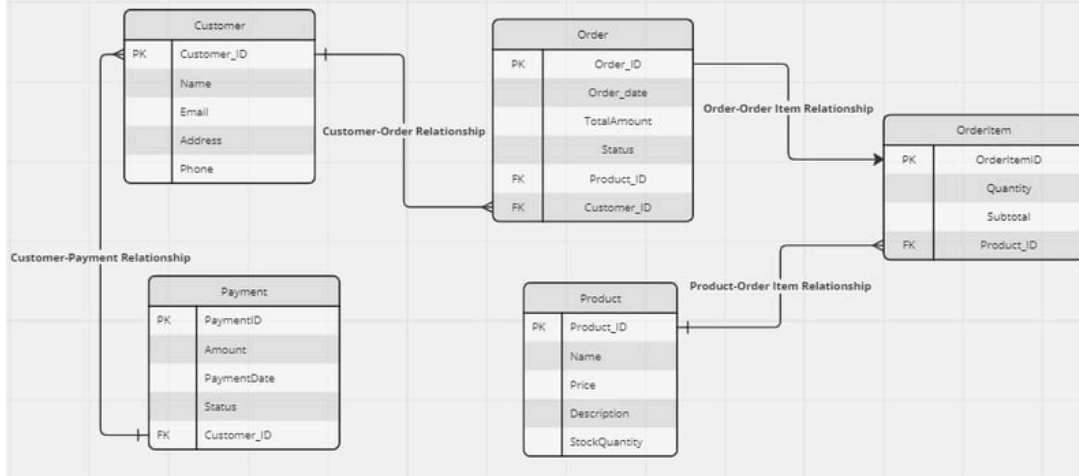 Customer
PK Customer_ID
Name
Email
Address
Phone
Customer-Order Relationship
Order
PK Order_ID
Order_date
TotalAmount
Status
FK Product_ID
FK Customer_ID
Order-Order Item Relationship
OrderItem
PK OrderItemID
Quantity
Subtotal
FK Product_ID
Customer-Payment Relationship
Payment
PK PaymentID
Amount
PaymentDate
Status
FK Customer_ID
Product-Order Item Relationship
Product
PK Product_ID
Name
Price
Description
StockQuantity